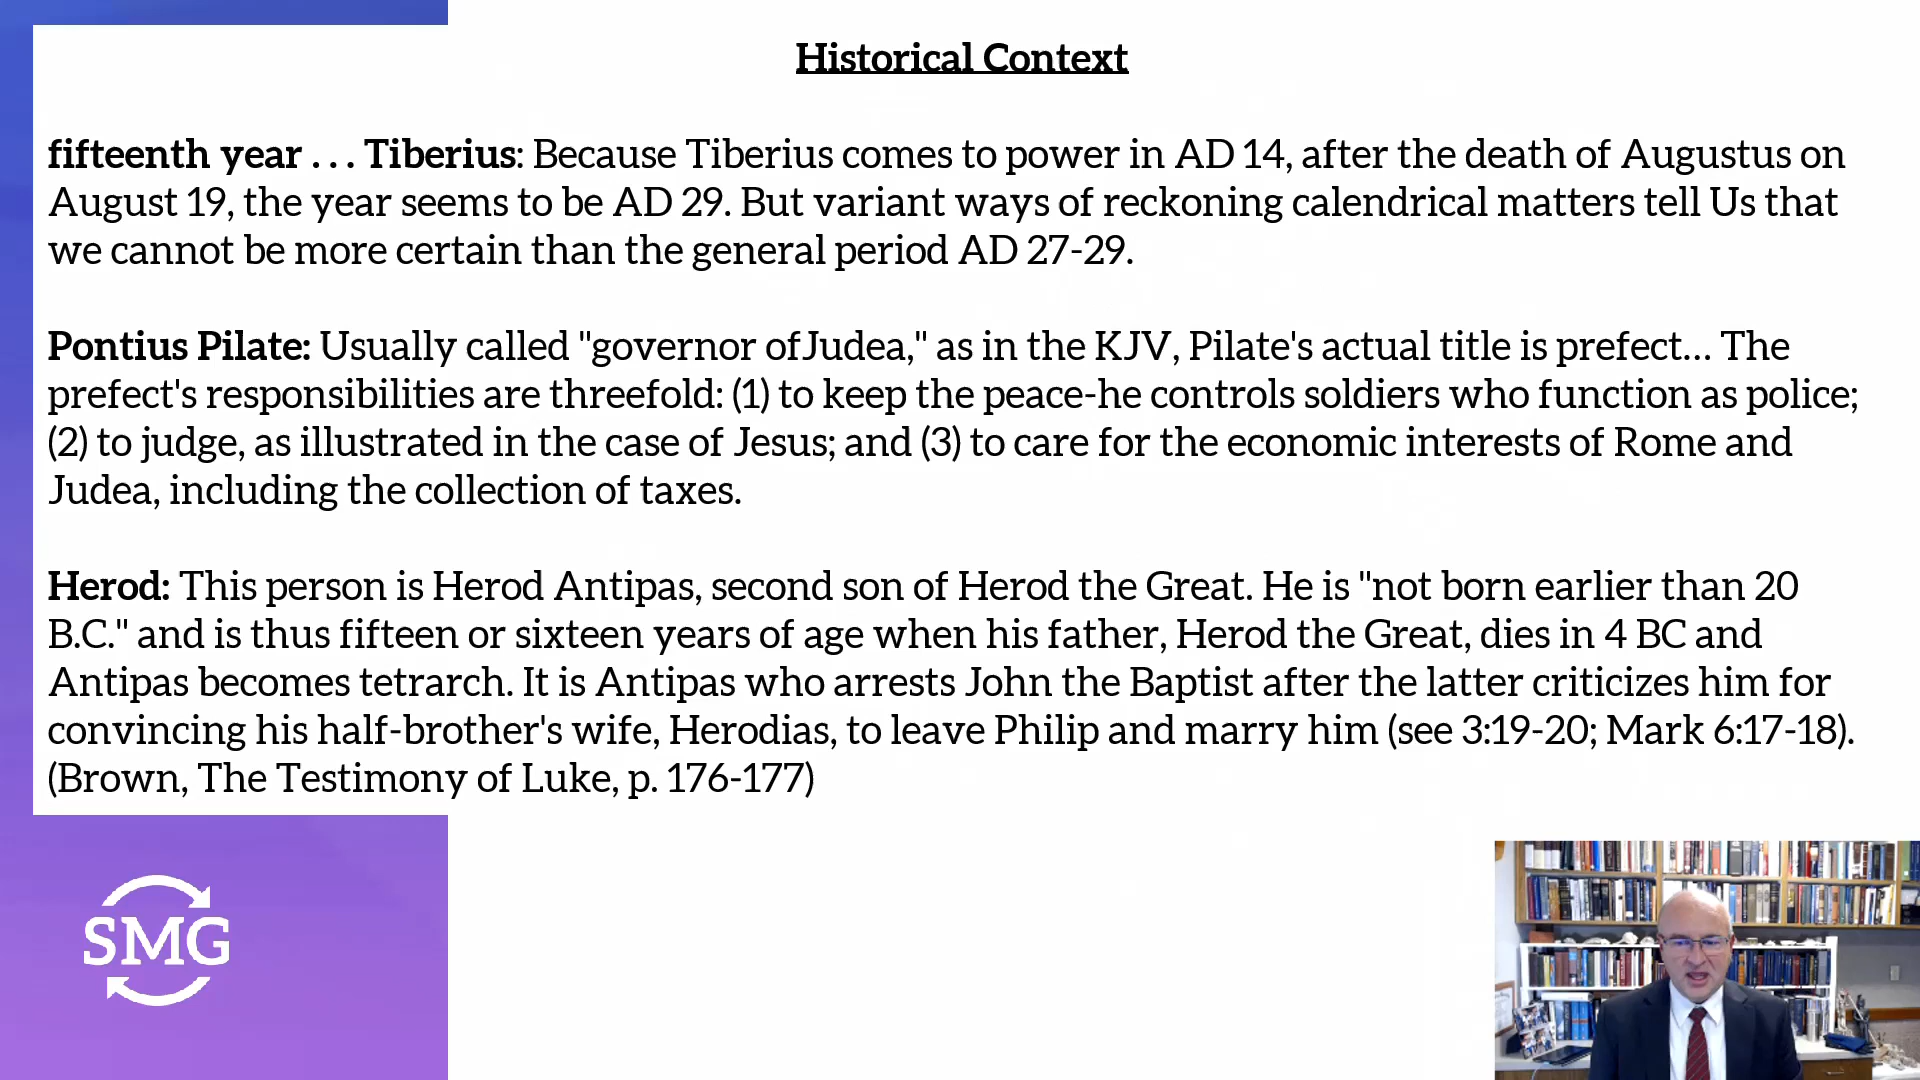 Historical Context
fifteenth year . . . Tiberius: Because Tiberius comes to power in AD 14, after the death of Augustus on
August 19, the year seems to be AD 29. But variant ways of reckoning calendrical matters tell Us that
we cannot be more certain than the general period AD 27-29.
Pontius Pilate: Usually called "governor ofJudea," as in the KJV, Pilate's actual title is prefect... The
prefect's responsibilities are threefold: (1) to keep the peace-he controls soldiers who function as police;
(2) to judge, as illustrated in the case of Jesus; and (3) to care for the economic interests of Rome and
Judea, including the collection of taxes.
Herod: This person is Herod Antipas, second son of Herod the Great. He is "not born earlier than 20
B.C." and is thus fifteen or sixteen years of age when his father, Herod the Great, dies in 4 BC and
Antipas becomes tetrarch. It is Antipas who arrests John the Baptist after the latter criticizes him for
convincing his half-brother's wife, Herodias, to leave Philip and marry him (see 3:19-20; Mark 6:17-18).
(Brown, The Testimony of Luke, p. 176-177)
SMG